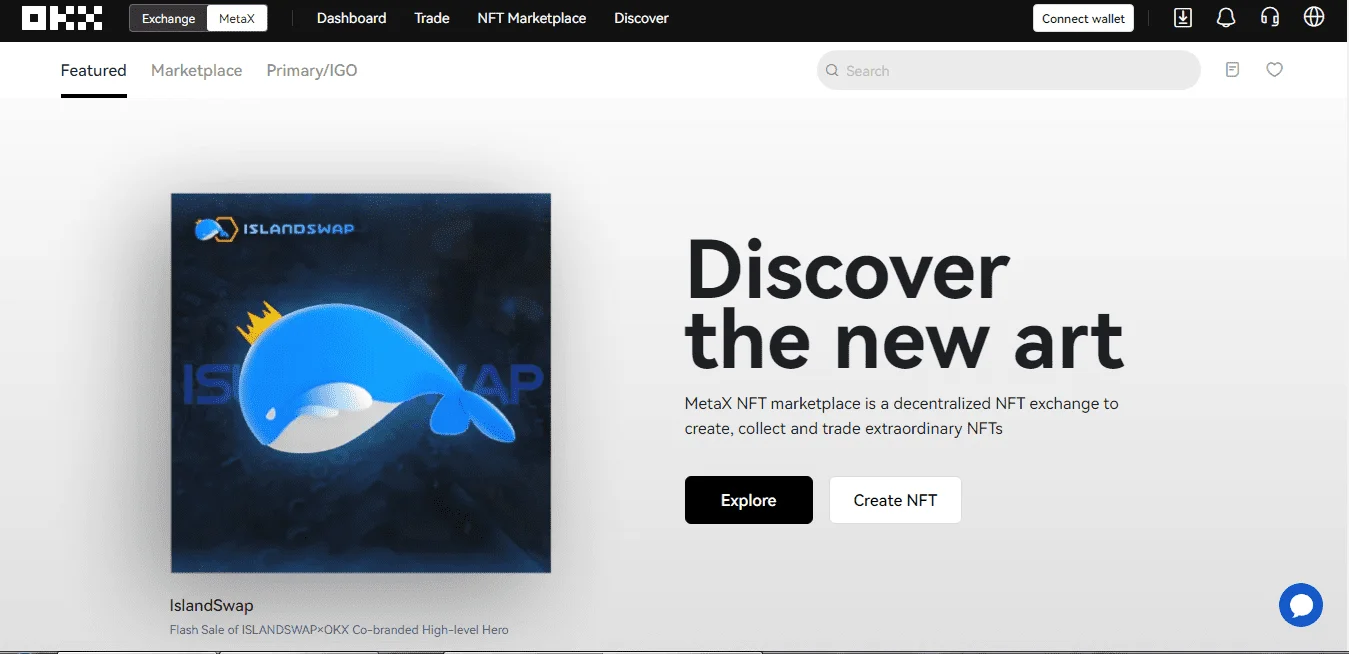 OKX Exchange MetaX Dashboard Trade NFT Marketplace Discover Connect wallet
Featured Marketplace Primary/IGO Search
ISLANDSWAP
Discover
the new art
MetaX NFT marketplace is a decentralized NFT exchange to
create, collect and trade extraordinary NFTs
Explore Create NFT
IslandSwap
Flash Sale of ISLANDSWAP×OKX Co-branded High-level Hero